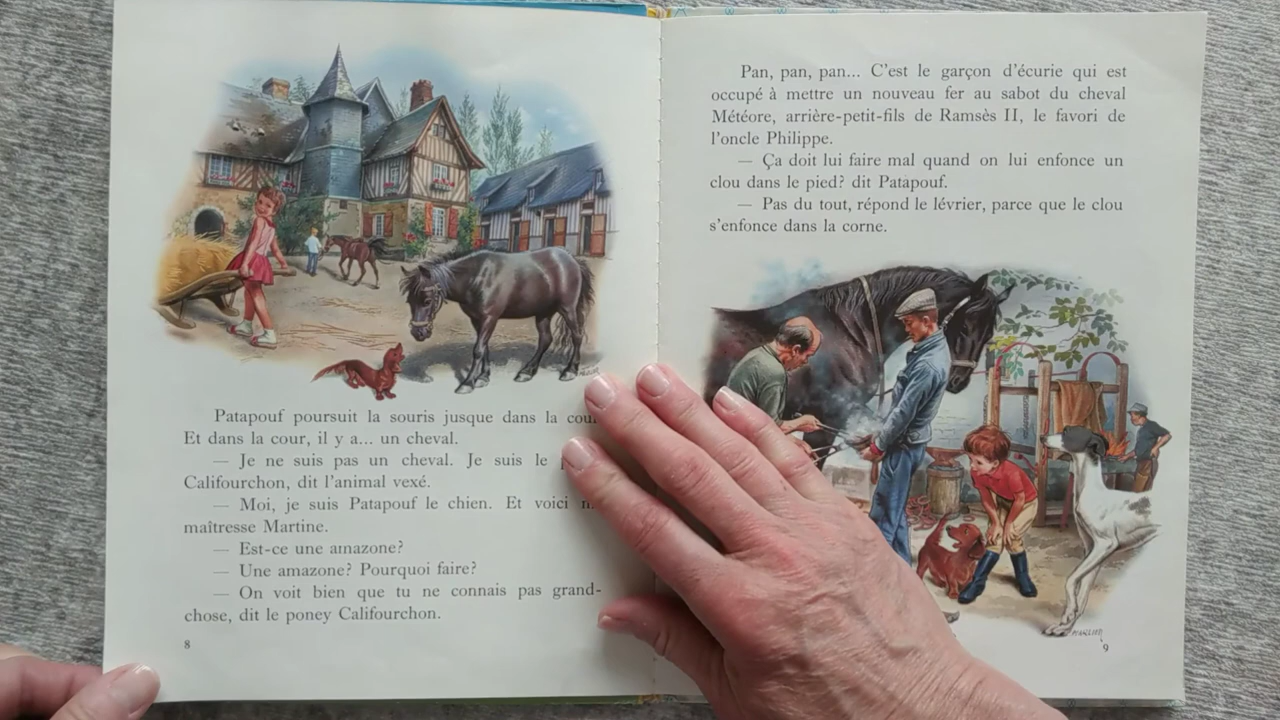 Patapouf poursuit la souris jusque dans la
Et dans la cour, il y a... un cheval.
— Je ne suis pas un cheval. Je suis le
Califourchon, dit l'animal vexé.
— Moi, je suis Patapouf le chien. Et voici
maîtresse Martine.
— Est-ce une amazone?
— Une amazone? Pourquoi faire?
— On voit bien que tu ne connais pas grand-
chose, dit le poney Califourchon.
8
Pan, pan, pan... C'est le garçon d'écurie qui est
occupé à mettre un nouveau fer au sabot du cheval
Météore, arrière-petit-fils de Ramsès II, le favori de
l'oncle Philippe.
— Ça doit lui faire mal quand on lui enfonce un
clou dans le pied? dit Patapouf.
— Pas du tout, répond le lévrier, parce que le clou
s'enfonce dans la corne.
9